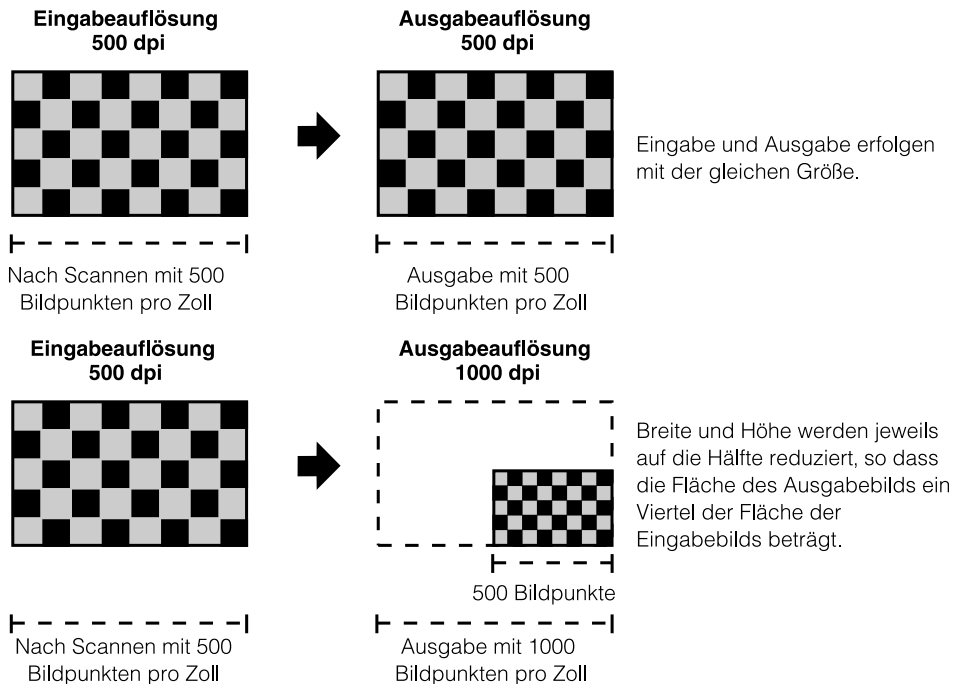 Eingabeauflösung
500 dpi
Ausgabeauflösung
500 dpi
Eingabe und Ausgabe erfolgen
mit der gleichen Größe.
Nach Scannen mit 500
Bildpunkten pro Zoll
Ausgabe mit 500
Bildpunkten pro Zoll
Eingabeauflösung
500 dpi
Ausgabeauflösung
1000 dpi
Breite und Höhe werden jeweils
auf die Hälfte reduziert, so dass
die Fläche des Ausgabebilds ein
Viertel der Fläche der
Eingabebilds beträgt.
500 Bildpunkte
Nach Scannen mit 500
Bildpunkten pro Zoll
Ausgabe mit 1000
Bildpunkten pro Zoll